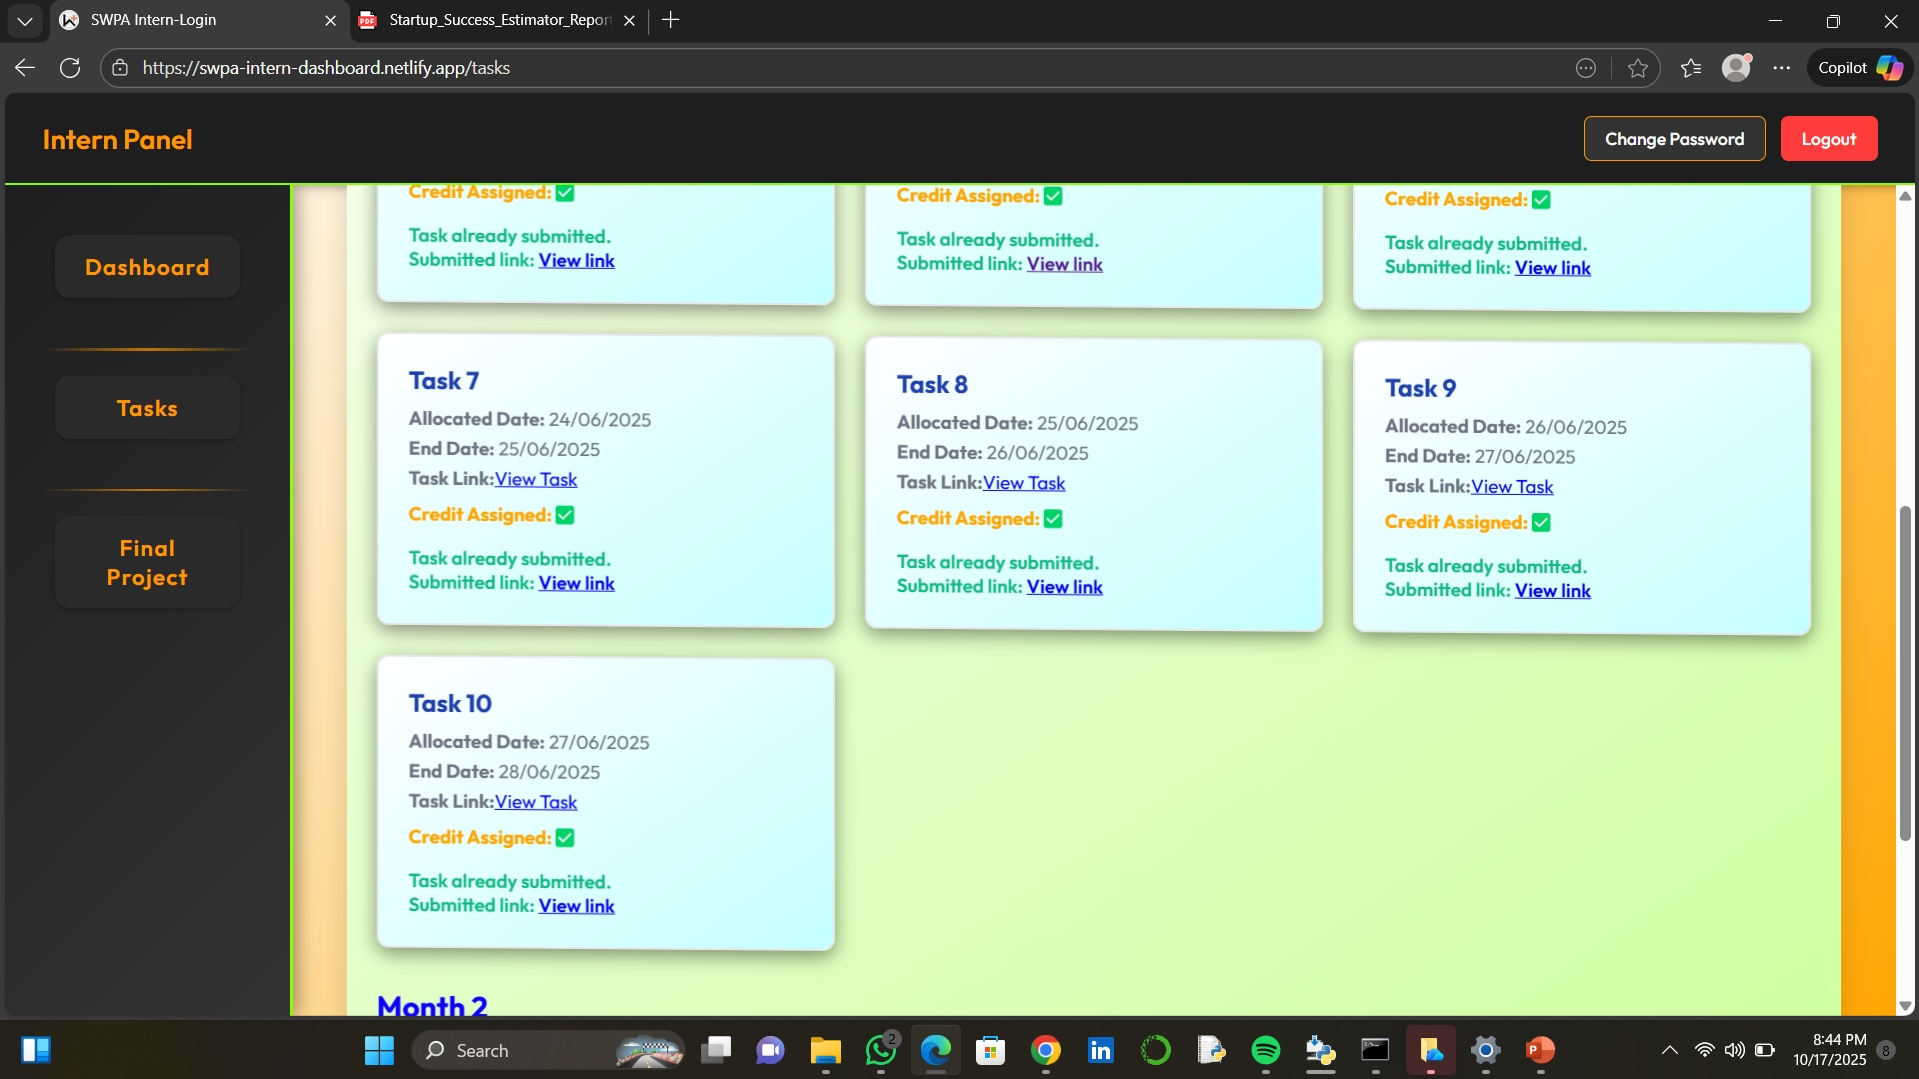 SWPA Intern-Login
Startup_Success_Estimator_Repor
https://swpa-intern-dashboard.netlify.app/tasks
Copilot
Intern Panel
Change Password
Logout
Dashboard
Tasks
Final
Project
Credit Assigned: ✅
Task already submitted.
Submitted link: View link
Credit Assigned: ✅
Task already submitted.
Submitted link: View link
Credit Assigned: ✅
Task already submitted.
Submitted link: View link
Task 7
Allocated Date: 24/06/2025
End Date: 25/06/2025
Task Link:View Task
Credit Assigned: ✅
Task already submitted.
Submitted link: View link
Task 8
Allocated Date: 25/06/2025
End Date: 26/06/2025
Task Link:View Task
Credit Assigned: ✅
Task already submitted.
Submitted link: View link
Task 9
Allocated Date: 26/06/2025
End Date: 27/06/2025
Task Link:View Task
Credit Assigned: ✅
Task already submitted.
Submitted link: View link
Task 10
Allocated Date: 27/06/2025
End Date: 28/06/2025
Task Link:View Task
Credit Assigned: ✅
Task already submitted.
Submitted link: View link
Month 2
Search
2
8:44 PM
10/17/2025
8